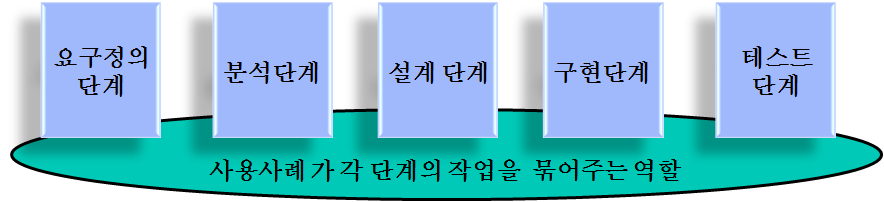 요구정의
단계
분석단계
설계 단계
구현단계
테스트
단계
사용사례가 각 단계의 작업을 묶어주는 역할